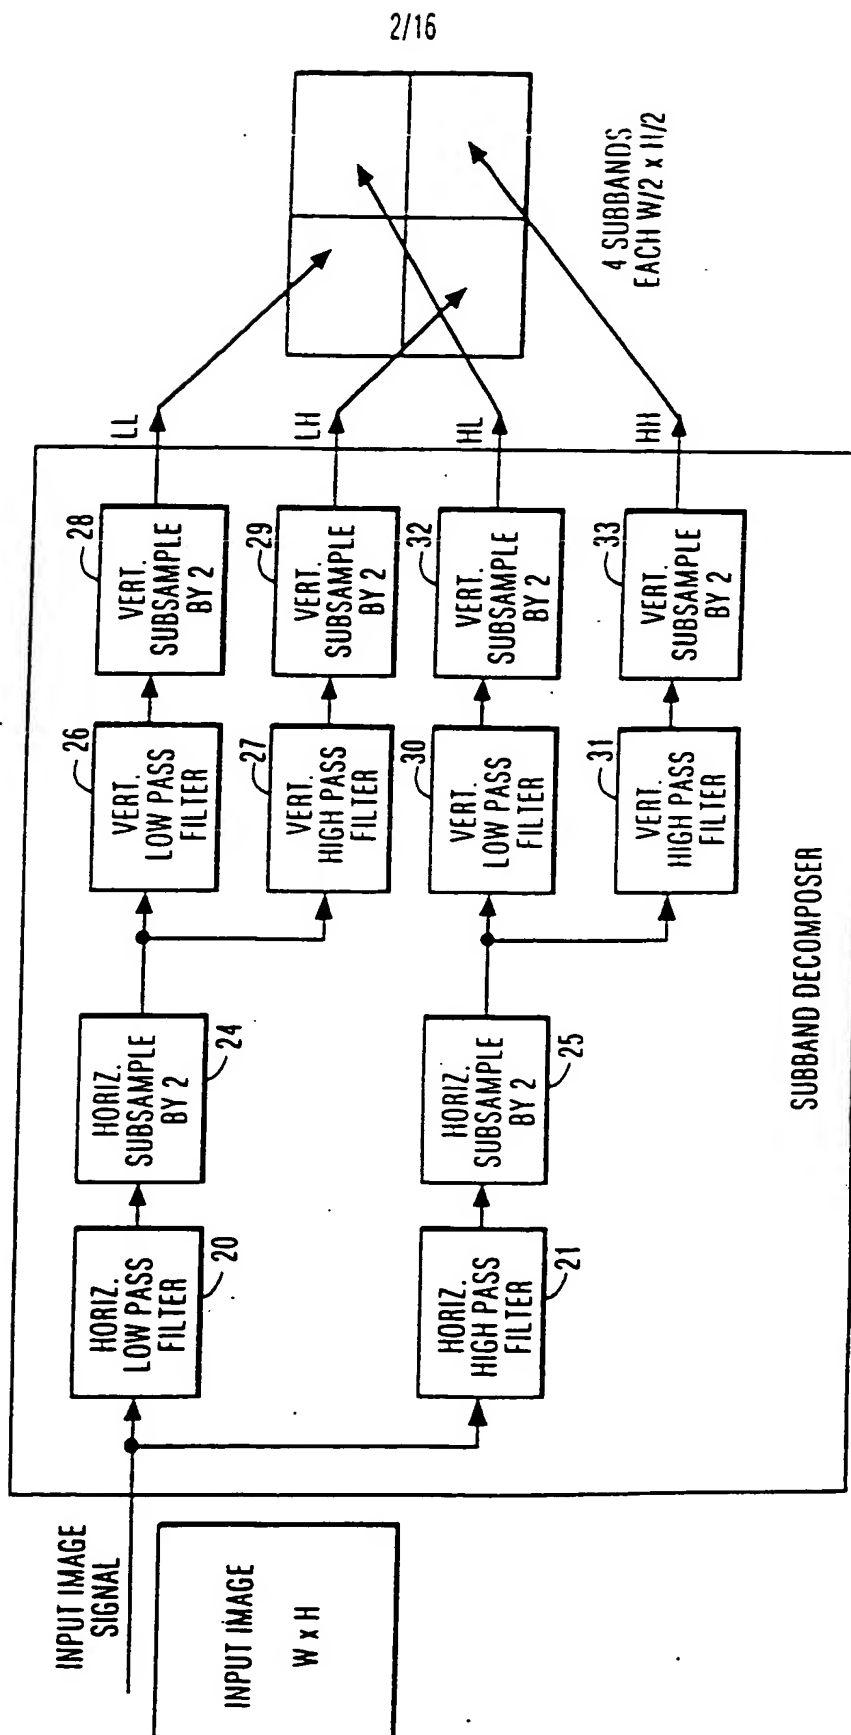 2/16
INPUT IMAGE
SIGNAL
INPUT IMAGE
W x H
HORIZ.
LOW PASS
FILTER
20
HORIZ.
SUBSAMPLE
BY 2
24
VERT.
LOW PASS
FILTER
26
VERT.
SUBSAMPLE
BY 2
28
LL
VERT.
HIGH PASS
FILTER
27
VERT.
SUBSAMPLE
BY 2
29
LH
HORIZ.
HIGH PASS
FILTER
21
HORIZ.
SUBSAMPLE
BY 2
25
VERT.
LOW PASS
FILTER
30
VERT.
SUBSAMPLE
BY 2
32
HL
VERT.
HIGH PASS
FILTER
31
VERT.
SUBSAMPLE
BY 2
33
HH
4 SUBBANDS
EACH W/2 x H/2
SUBBAND DECOMPOSER